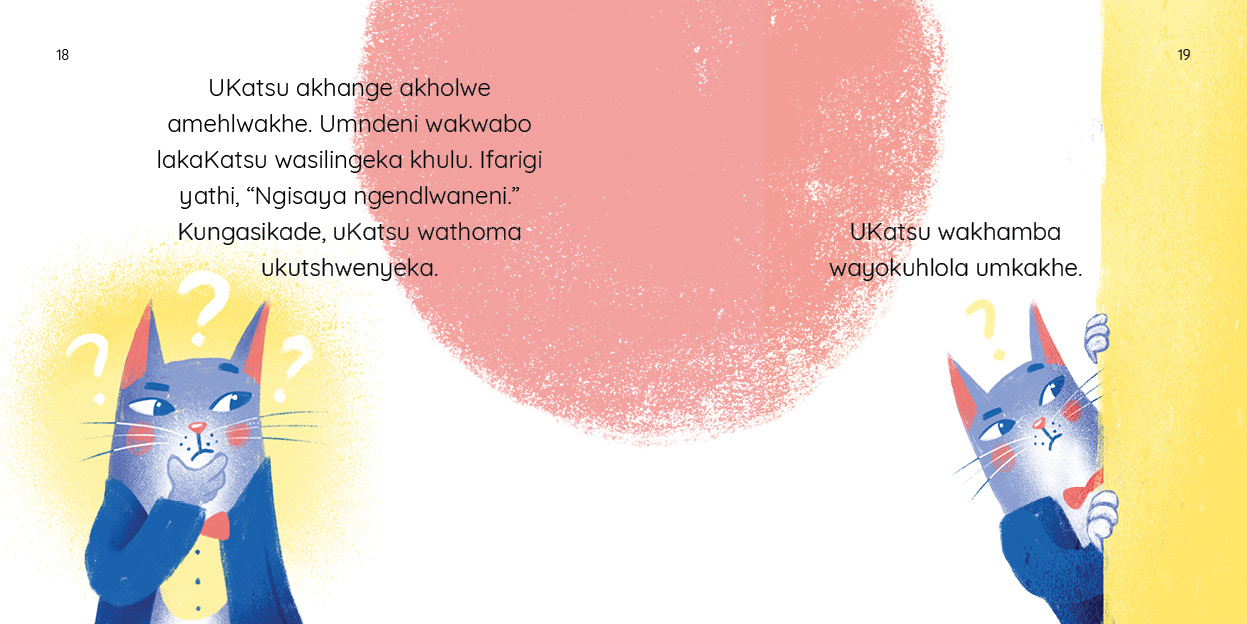 18
UKatsu akhange akholwe
amehlwakhe. Umndeni wakwabo
lakaKatsu wasilingeka khulu. Ifarigi
yathi, “Ngisaya ngendlwaneni.”
Kungasikade, uKatsu wathoma
ukutshwenyeka.
19
UKatsu wakhamba
wayokuhlola umkakhe.